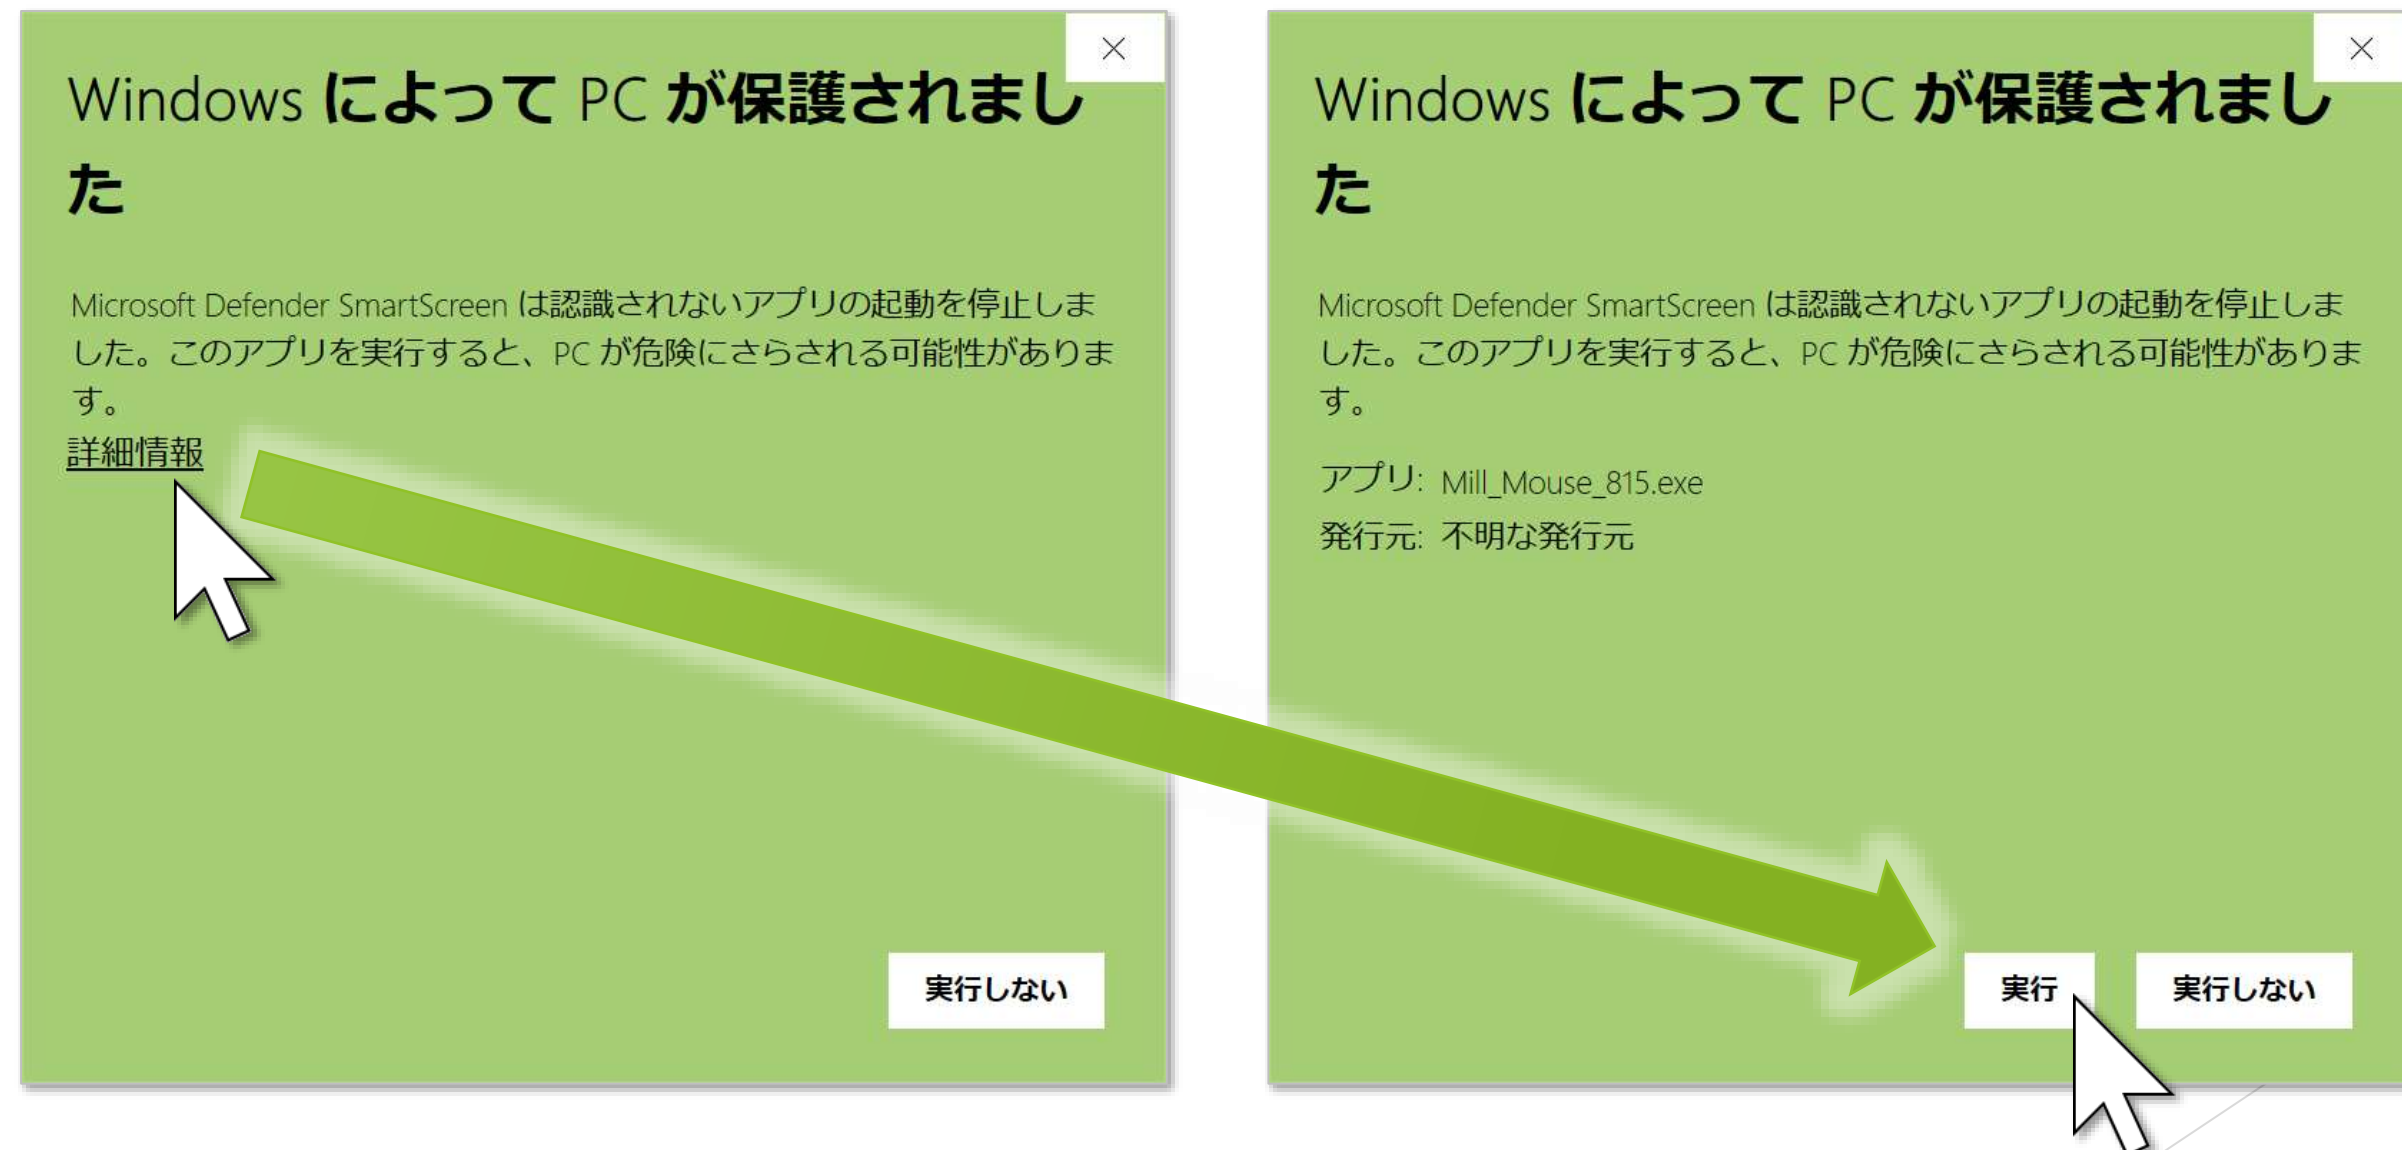 Windows によって PC が保護されまし
た
Microsoft Defender SmartScreen は認識されないアプリの起動を停止しま
した。このアプリを実行すると、PC が危険にさらされる可能性がありま
す。
詳細情報
実行しない
Windows によって PC が保護されまし
た
Microsoft Defender SmartScreen は認識されないアプリの起動を停止しま
した。このアプリを実行すると、PC が危険にさらされる可能性がありま
す。
アプリ: Mill_Mouse_815.exe
発行元: 不明な発行元
実行 実行しない